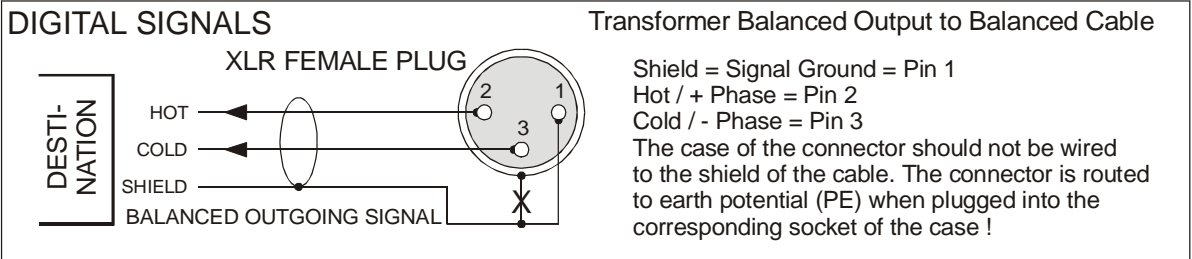 DIGITAL SIGNALS
Transformer Balanced Output to Balanced Cable
XLR FEMALE PLUG
DESTI-
NATION
HOT
COLD
SHIELD
BALANCED OUTGOING SIGNAL
2
1
3
X
Shield = Signal Ground = Pin 1
Hot / + Phase = Pin 2
Cold / - Phase = Pin 3
The case of the connector should not be wired
to the shield of the cable. The connector is routed
to earth potential (PE) when plugged into the
corresponding socket of the case !